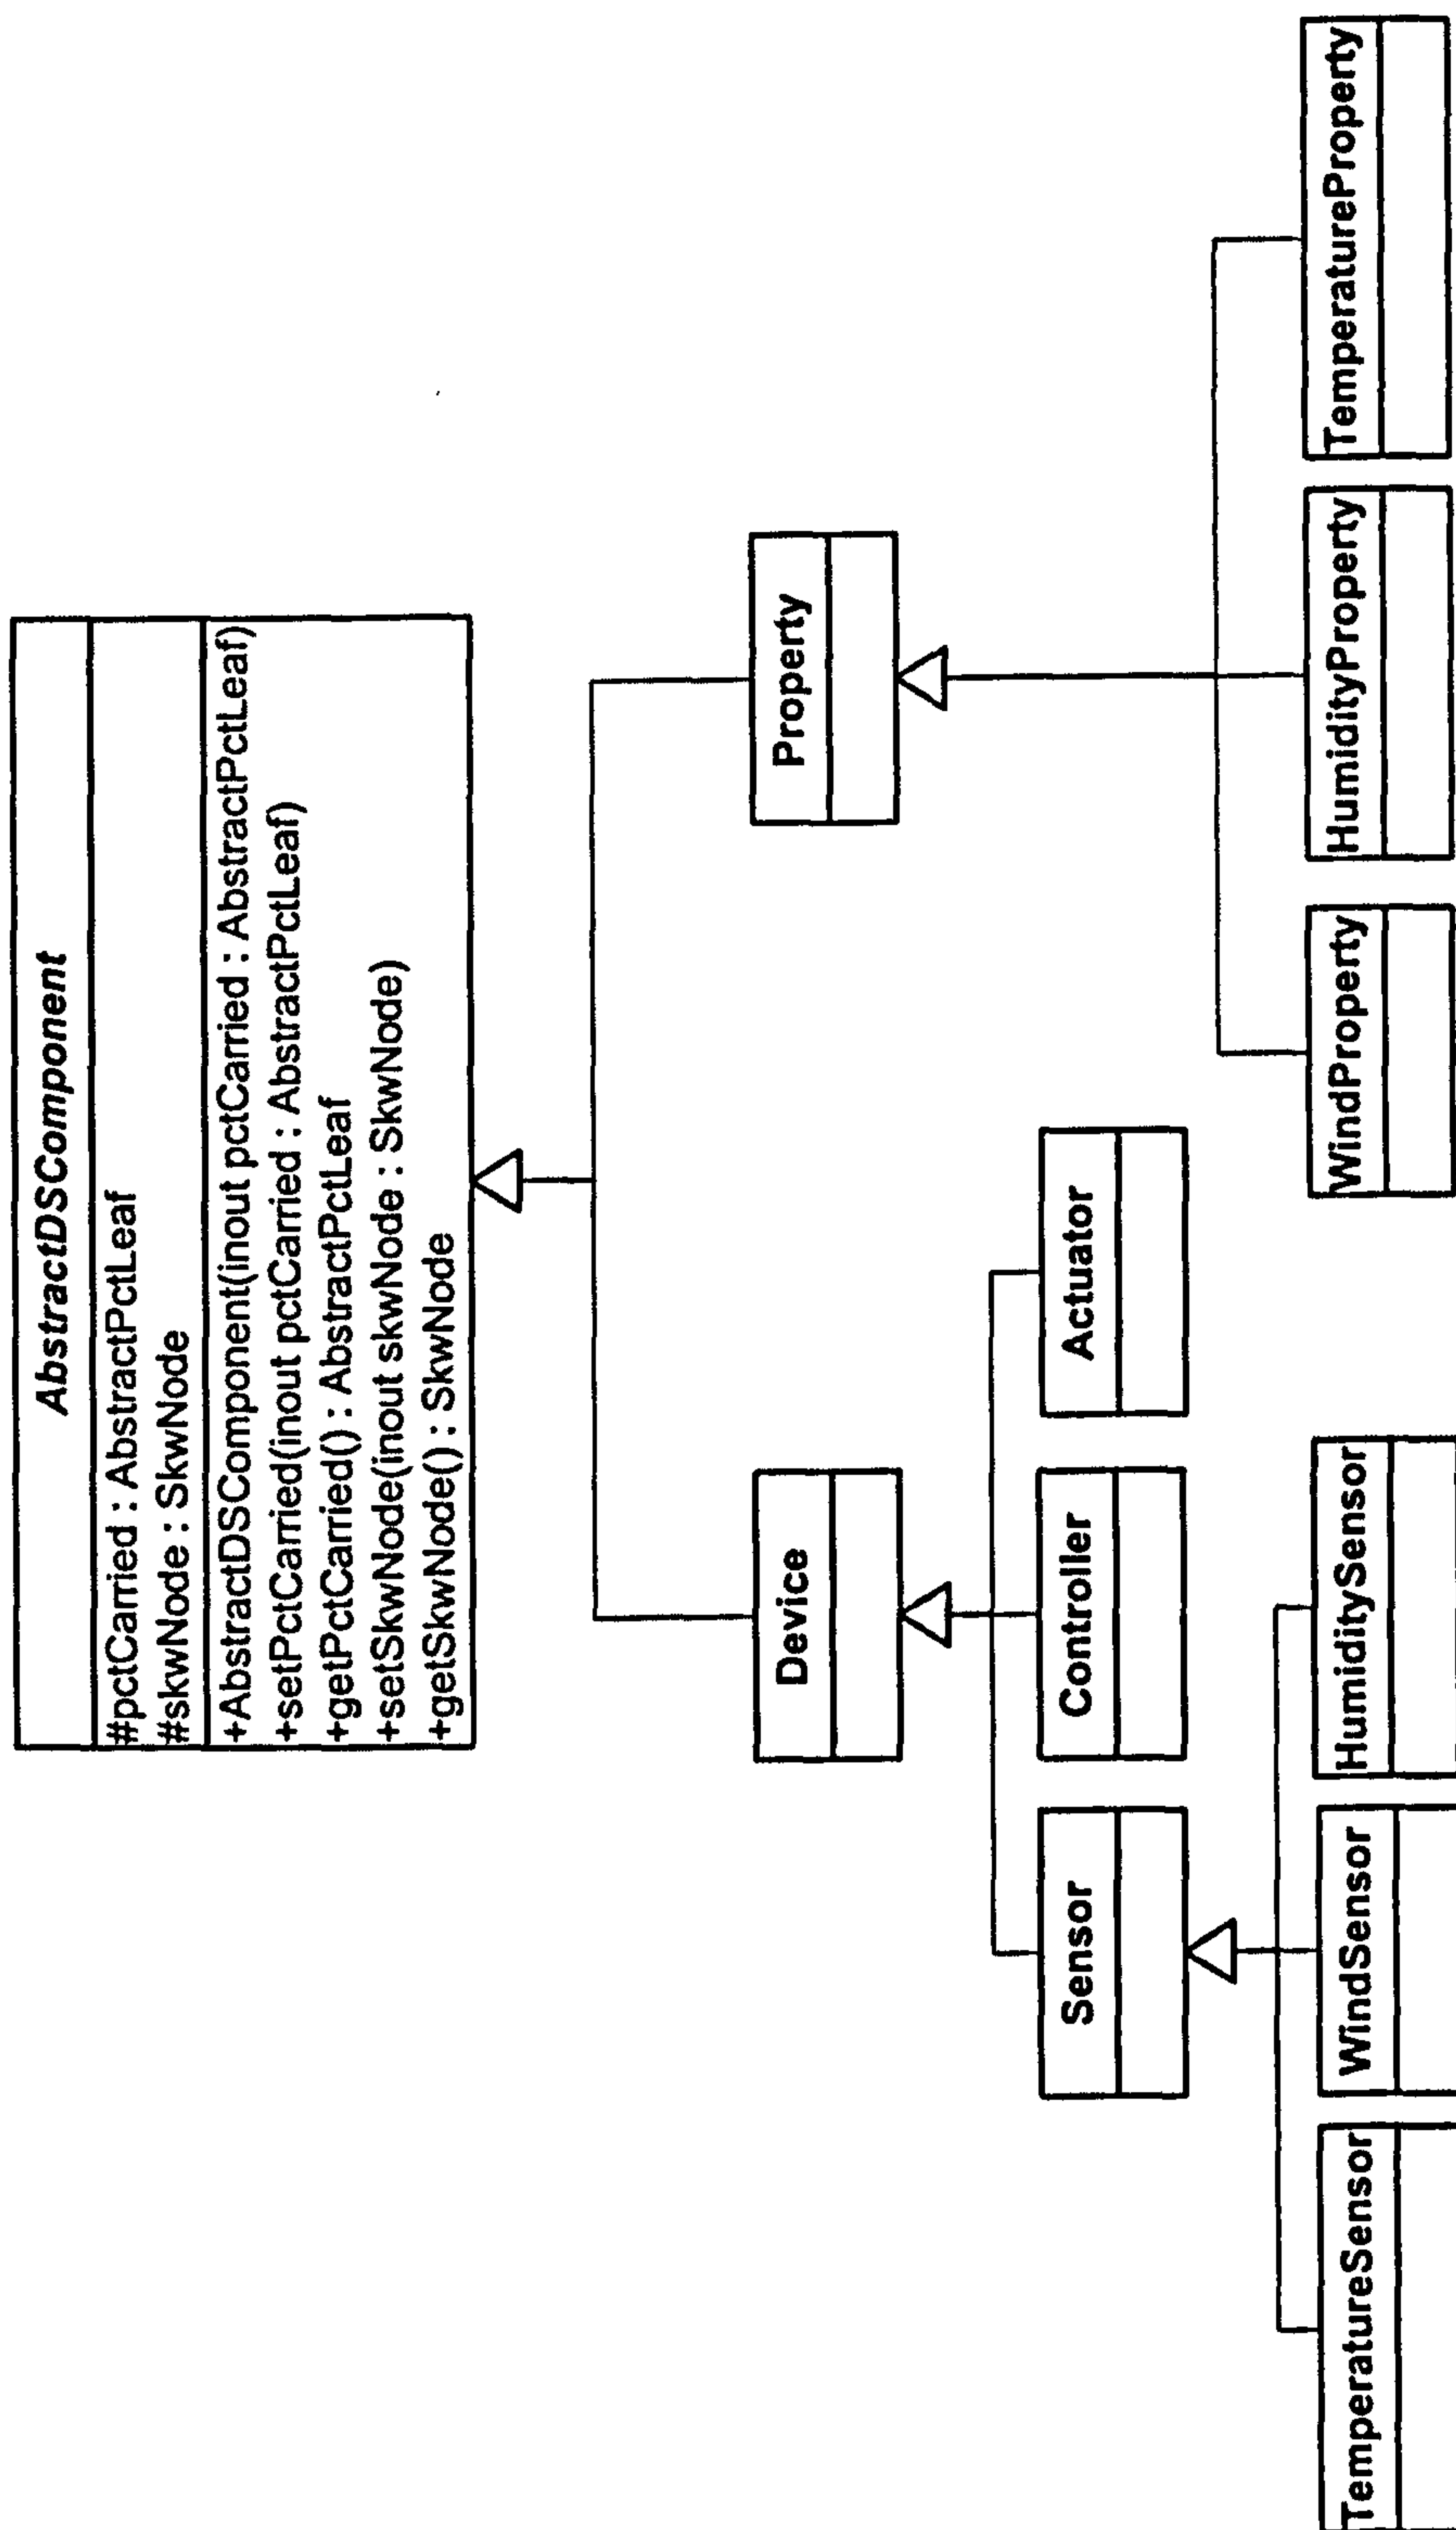 AbstractDSComponent
#pctCarried : AbstractPctLeaf
#skwNode : SkwNode
+AbstractDSComponent(inout pctCarried : AbstractPctLeaf)
+setPctCarried(inout pctCarried : AbstractPctLeaf)
+getPctCarried() : AbstractPctLeaf
+setSkwNode(inout skwNode : SkwNode)
+getSkwNode() : SkwNode
Device
Property
Sensor
Controller
Actuator
TemperatureSensor
WindSensor
HumiditySensor
WindProperty
HumidityProperty
TemperatureProperty